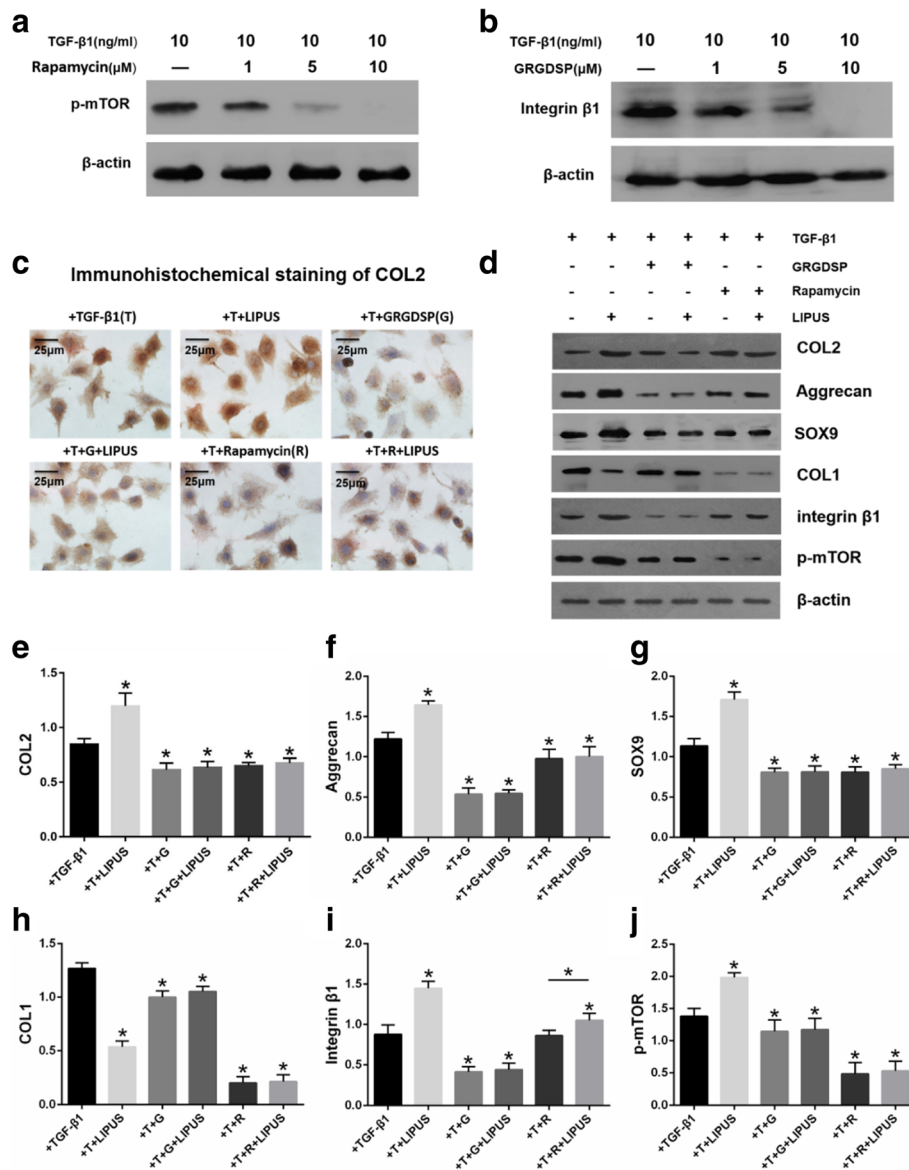 a
TGF-β1(ng/ml) 10 10 10 10
Rapamycin(μM) — 1 5 10
p-mTOR
β-actin
b
TGF-β1(ng/ml) 10 10 10 10
GRGDSP(μM) — 1 5 10
Integrin β1
β-actin
c
Immunohistochemical staining of COL2
+TGF-β1(T) +T+LIPUS +T+GRGDSP(G)
25μm 25μm 25μm
+T+G+LIPUS +T+Rapamycin(R) +T+R+LIPUS
25μm 25μm 25μm
d
+ + + + + + TGF-β1
- - + + - - GRGDSP
- - - - + + Rapamycin
- + - + - + LIPUS
COL2
Aggrecan
SOX9
COL1
integrin β1
p-mTOR
β-actin
e
COL2
1.5
1.0
0.5
0.0
* * * * *
+TGF-β1 +T+LIPUS +T+G +T+G+LIPUS +T+R +T+R+LIPUS
f
Aggrecan
2.0
1.5
1.0
0.5
0.0
* * * * *
+TGF-β1 +T+LIPUS +T+G +T+G+LIPUS +T+R +T+R+LIPUS
g
SOX9
2.0
1.5
1.0
0.5
0.0
* * * * *
+TGF-β1 +T+LIPUS +T+G +T+G+LIPUS +T+R +T+R+LIPUS
h
COL1
1.5
1.0
0.5
0.0
* * * * *
+TGF-β1 +T+LIPUS +T+G +T+G+LIPUS +T+R +T+R+LIPUS
i
Integrin β1
2.0
1.5
1.0
0.5
0.0
* * * * *
+TGF-β1 +T+LIPUS +T+G +T+G+LIPUS +T+R +T+R+LIPUS
j
p-mTOR
2.5
2.0
1.5
1.0
0.5
0.0
* * * * *
+TGF-β1 +T+LIPUS +T+G +T+G+LIPUS +T+R +T+R+LIPUS